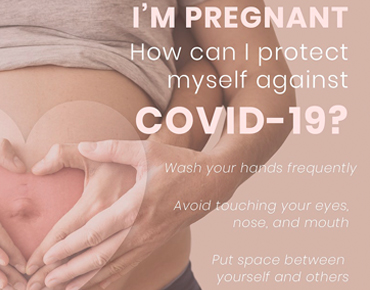 I'M PREGNANT
How can I protect
myself against
COVID-19?
Wash your hands frequently
Avoid touching your eyes,
nose, and mouth
Put space between
yourself and others